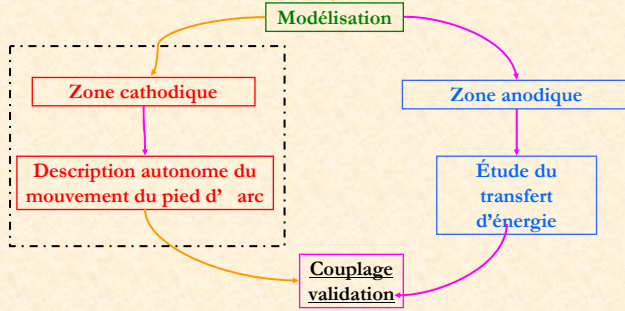 Modélisation
Zone cathodique
Zone anodique
Description autonome du
mouvement du pied d' arc
Étude du
transfert
d'énergie
Couplage
validation